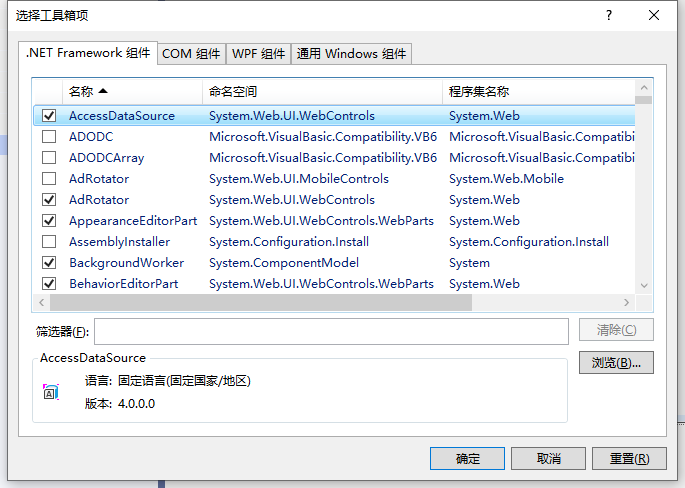 选择工具箱项
.NET Framework 组件 COM 组件 WPF 组件 通用 Windows 组件
名称 命名空间 程序集名称
AccessDataSource System.Web.UI.WebControls System.Web
ADODC Microsoft.VisualBasic.Compatibility.VB6 Microsoft.VisualBasic.Compatibi
ADODCArray Microsoft.VisualBasic.Compatibility.VB6 Microsoft.VisualBasic.Compatibi
AdRotator System.Web.UI.MobileControls System.Web.Mobile
AdRotator System.Web.UI.WebControls System.Web
AppearanceEditorPart System.Web.UI.WebControls.WebParts System.Web
AssemblyInstaller System.Configuration.Install System.Configuration.Install
BackgroundWorker System.ComponentModel System
BehaviorEditorPart System.Web.UI.WebControls.WebParts System.Web
筛选器(F): 清除(C)
AccessDataSource 浏览(B)...
语言: 固定语言(固定国家/地区)
版本: 4.0.0.0
确定 取消 重置(R)